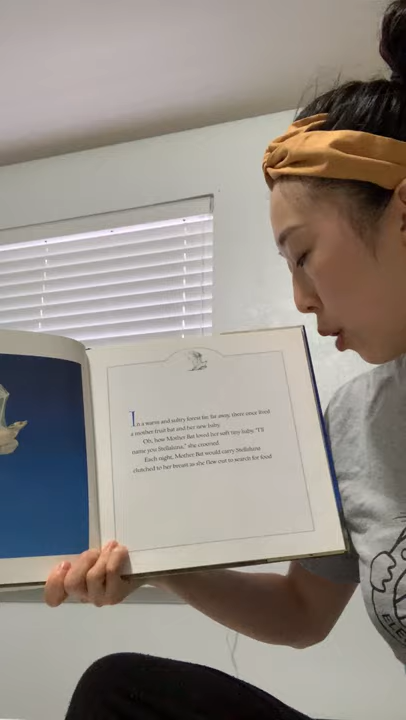 In a warm and sultry forest far, far away, there once lived
a mother fruit bat and her new baby.
Oh, how Mother Bat loved her soft tiny baby. "I'll
name you Stellaluna," she crooned.
Each night, Mother Bat would carry Stellaluna
clutched to her breast as she flew out to search for food.
ELE